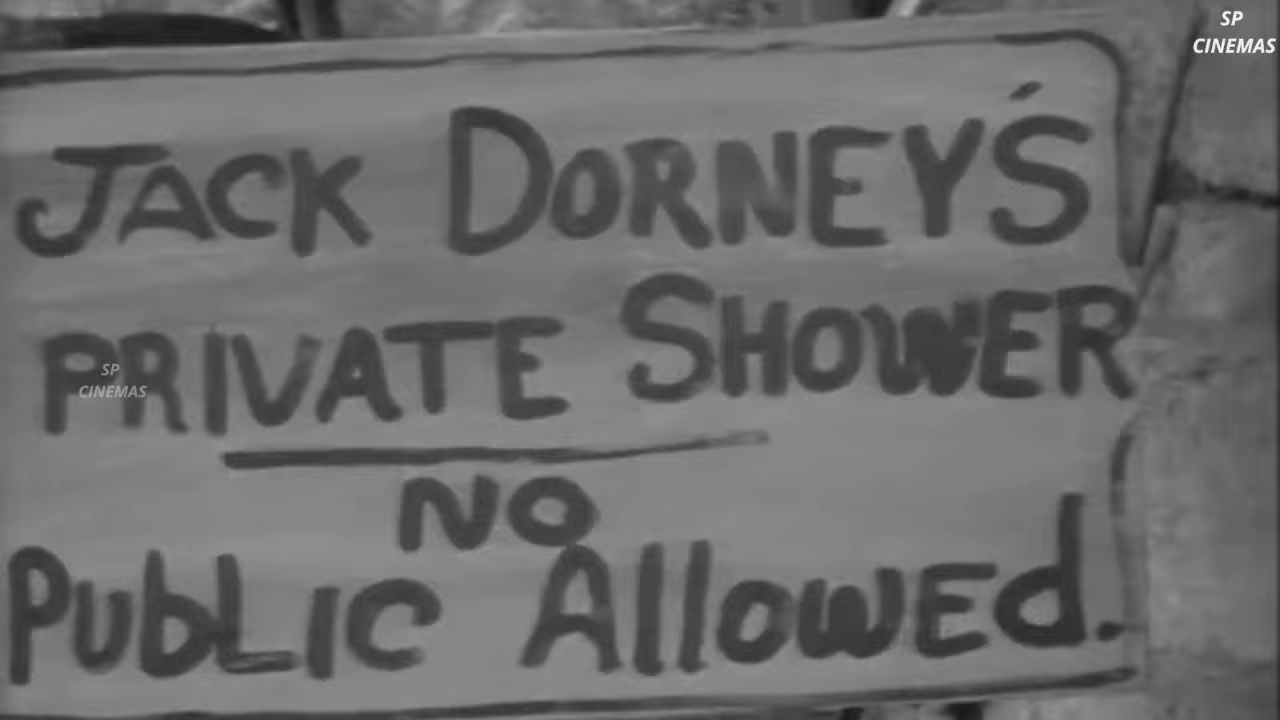 SP
CINEMAS
JACK DORNEY'S
PRIVATE SHOWER
SP
CINEMAS
NO
PubLIC AllowEd.